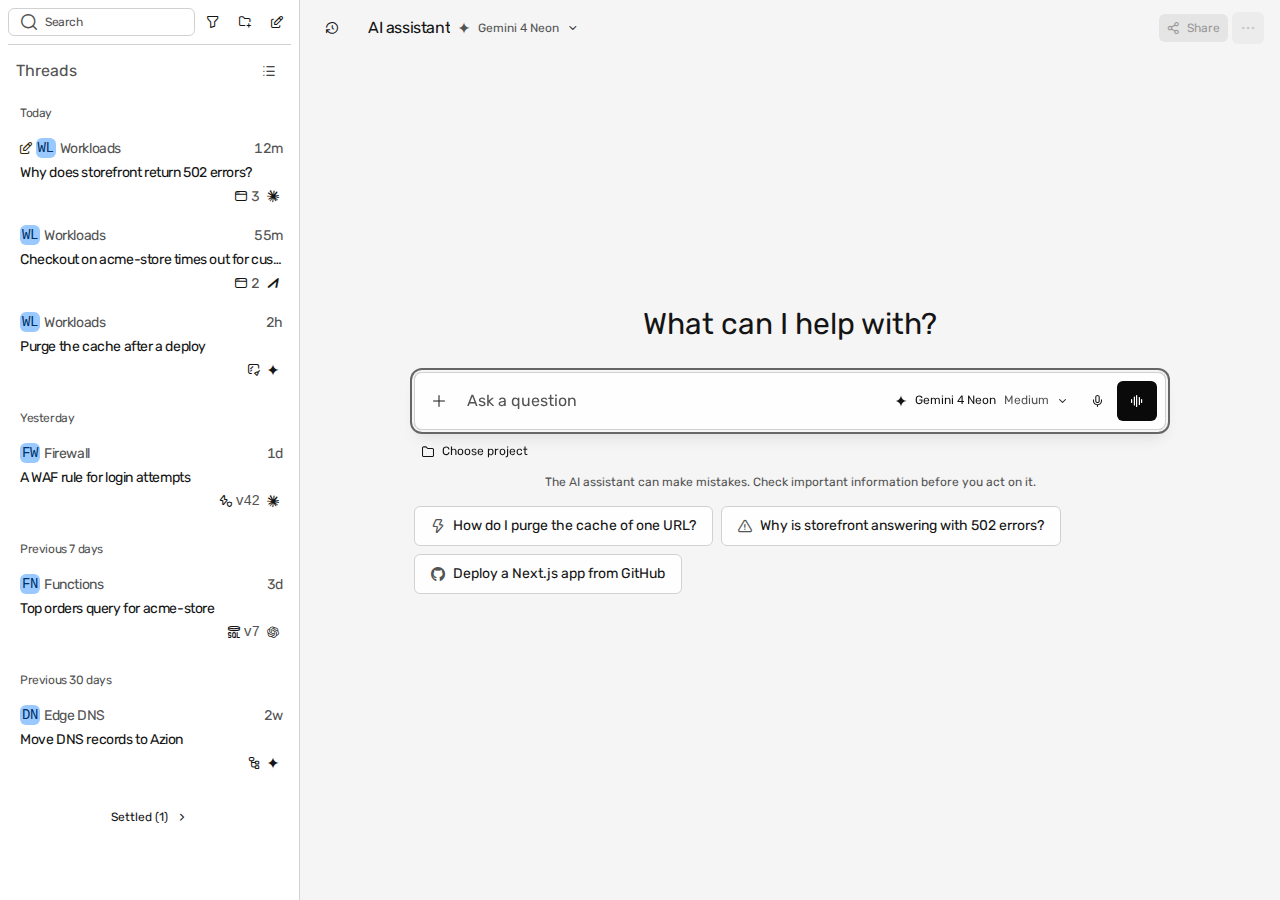 Search
Threads
Today
WL Workloads 12m
Why does storefront return 502 errors?
3
WL Workloads 55m
Checkout on acme-store times out for cus...
2
WL Workloads 2h
Purge the cache after a deploy
Yesterday
FW Firewall 1d
A WAF rule for login attempts
v42
Previous 7 days
FN Functions 3d
Top orders query for acme-store
v7
Previous 30 days
DN Edge DNS 2w
Move DNS records to Azion
Settled (1)
AI assistant Gemini 4 Neon
Share
What can I help with?
Ask a question Gemini 4 Neon Medium
Choose project
The AI assistant can make mistakes. Check important information before you act on it.
How do I purge the cache of one URL? Why is storefront answering with 502 errors?
Deploy a Next.js app from GitHub